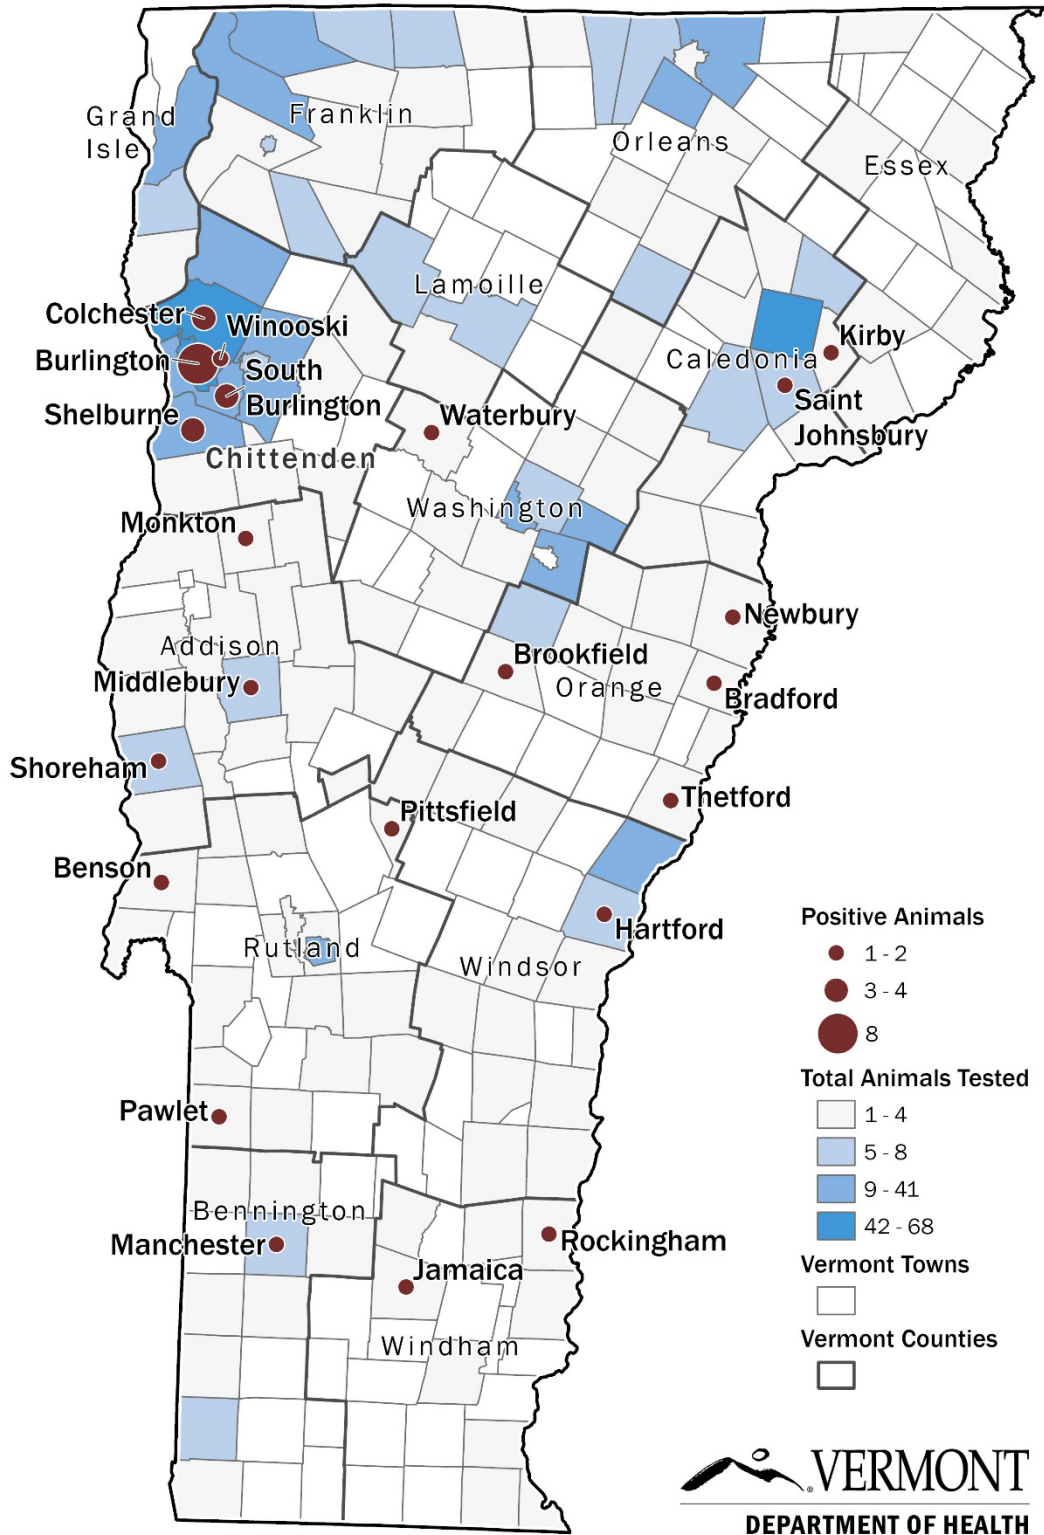 Grand
Isle
Franklin
Orleans
Essex
Lamoille
Colchester
Winooski
Burlington
South
Burlington
Shelburne
Chittenden
Kirby
Caledonia
Saint
Johnsbury
Waterbury
Washington
Monkton
Newbury
Addison
Brookfield
Orange
Middlebury
Bradford
Shoreham
Thetford
Pittsfield
Benson
Hartford
Rutland
Windsor
Pawlet
Bennington
Manchester
Rockingham
Jamaica
Windham
Positive Animals
1 - 2
3 - 4
8
Total Animals Tested
1 - 4
5 - 8
9 - 41
42 - 68
Vermont Towns
Vermont Counties
VERMONT
DEPARTMENT OF HEALTH